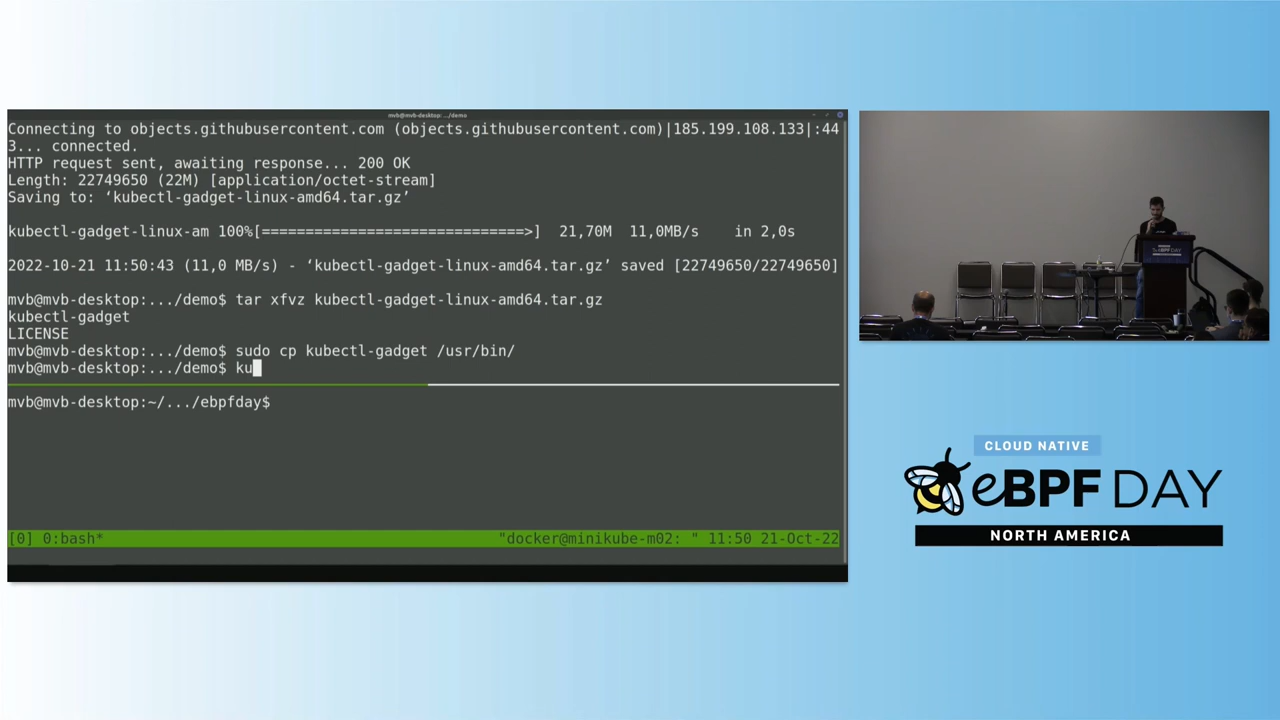 mvb@mvb-desktop:.../demo
Connecting to objects.githubusercontent.com (objects.githubusercontent.com)|185.199.108.133|:44
3... connected.
HTTP request sent, awaiting response... 200 OK
Length: 22749650 (22M) [application/octet-stream]
Saving to: ‘kubectl-gadget-linux-amd64.tar.gz’
kubectl-gadget-linux-am 100%[==============================>] 21,70M 11,0MB/s in 2,0s
2022-10-21 11:50:43 (11,0 MB/s) - ‘kubectl-gadget-linux-amd64.tar.gz’ saved [22749650/22749650]
mvb@mvb-desktop:.../demo$ tar xfvz kubectl-gadget-linux-amd64.tar.gz
kubectl-gadget
LICENSE
mvb@mvb-desktop:.../demo$ sudo cp kubectl-gadget /usr/bin/
mvb@mvb-desktop:.../demo$ ku
mvb@mvb-desktop:~/.../ebpfday$
[0] 0:bash* "docker@minikube-m02: " 11:50 21-Oct-22
CLOUD NATIVE
eBPF DAY
NORTH AMERICA
eBPF DAY